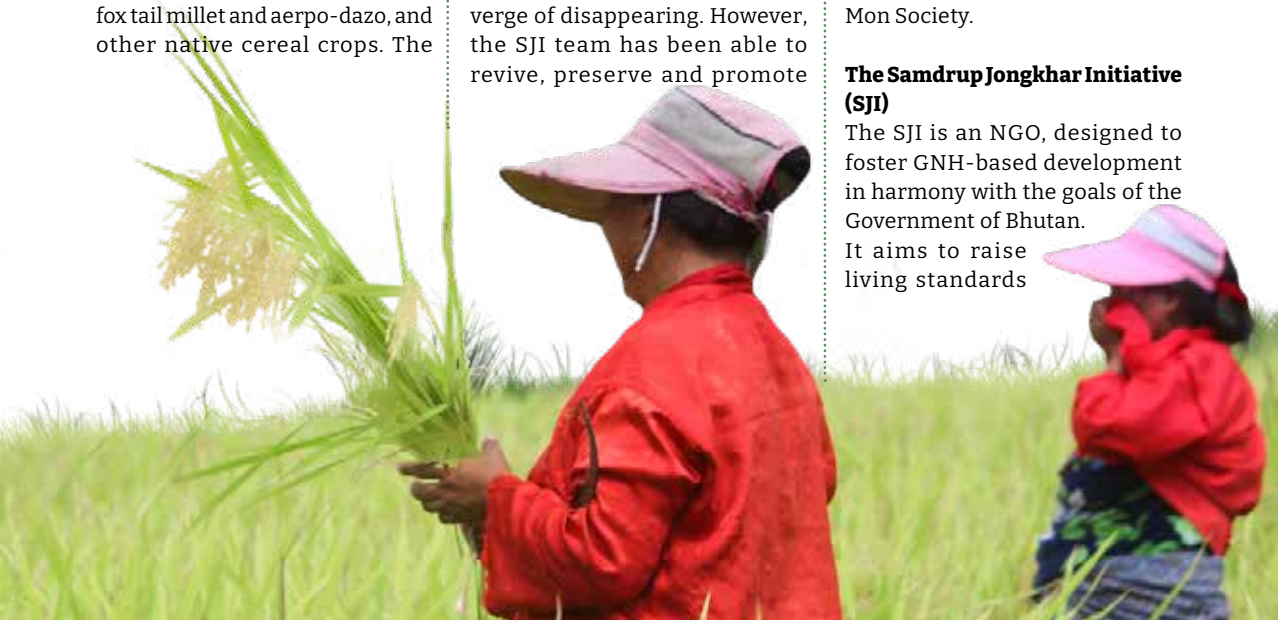 fox tail millet and aerpo-dazo, and
other native cereal crops. The
verge of disappearing. However,
the SJI team has been able to
revive, preserve and promote
Mon Society.
The Samdrup Jongkhar Initiative
(SJI)
The SJI is an NGO, designed to
foster GNH-based development
in harmony with the goals of the
Government of Bhutan.
It aims to raise
living standards